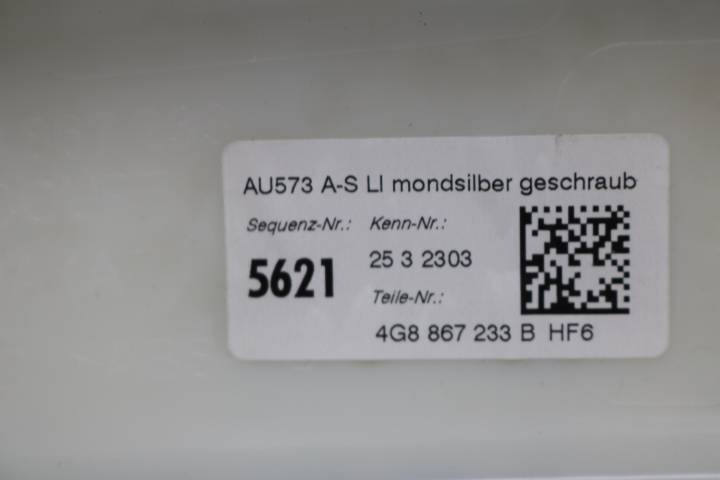 AU573 A-S LI mondsilber geschraub
Sequenz-Nr.: Kenn-Nr.:
5621 25 3 2303
Teile-Nr.:
4G8 867 233 B HF6